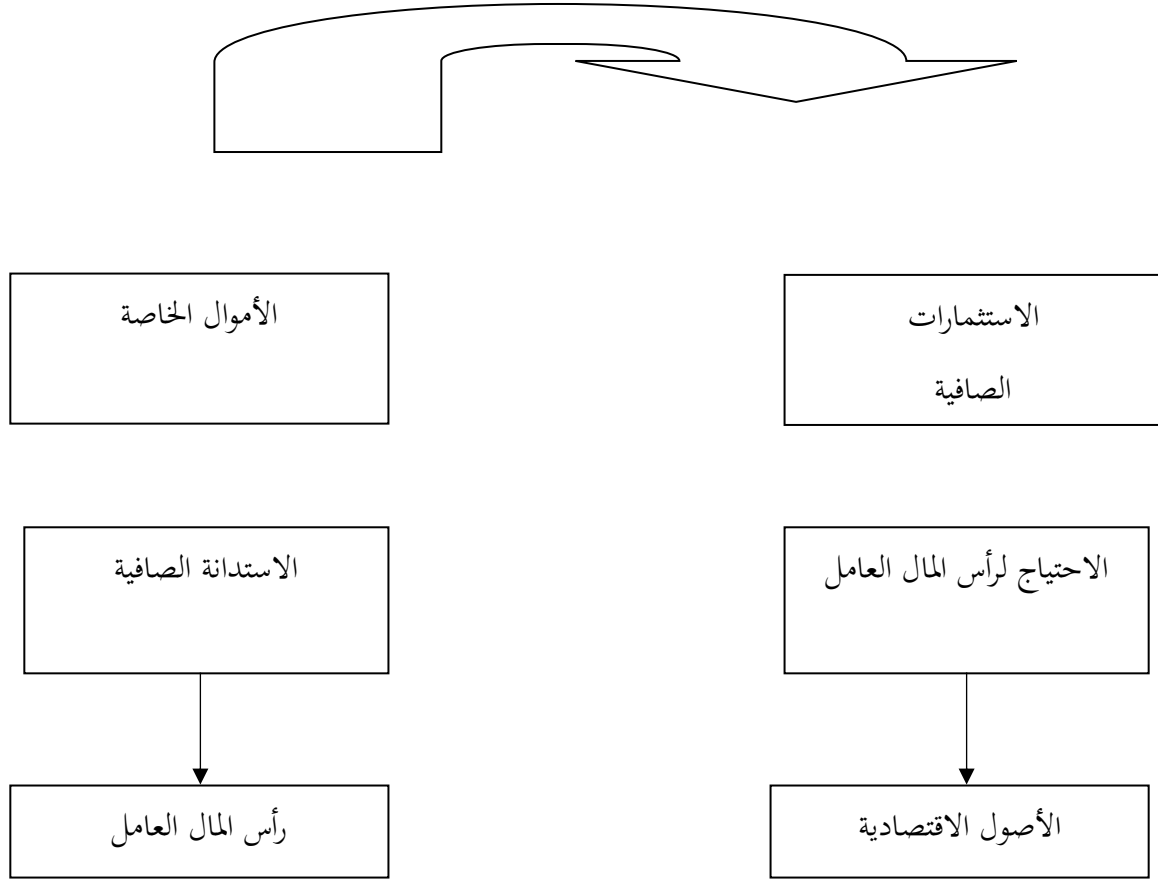 الاستثمارات
الصافية
الأموال الخاصة
الاحتياج لرأس المال العامل
الاستدانة الصافية
الأصول الاقتصادية
رأس المال العامل